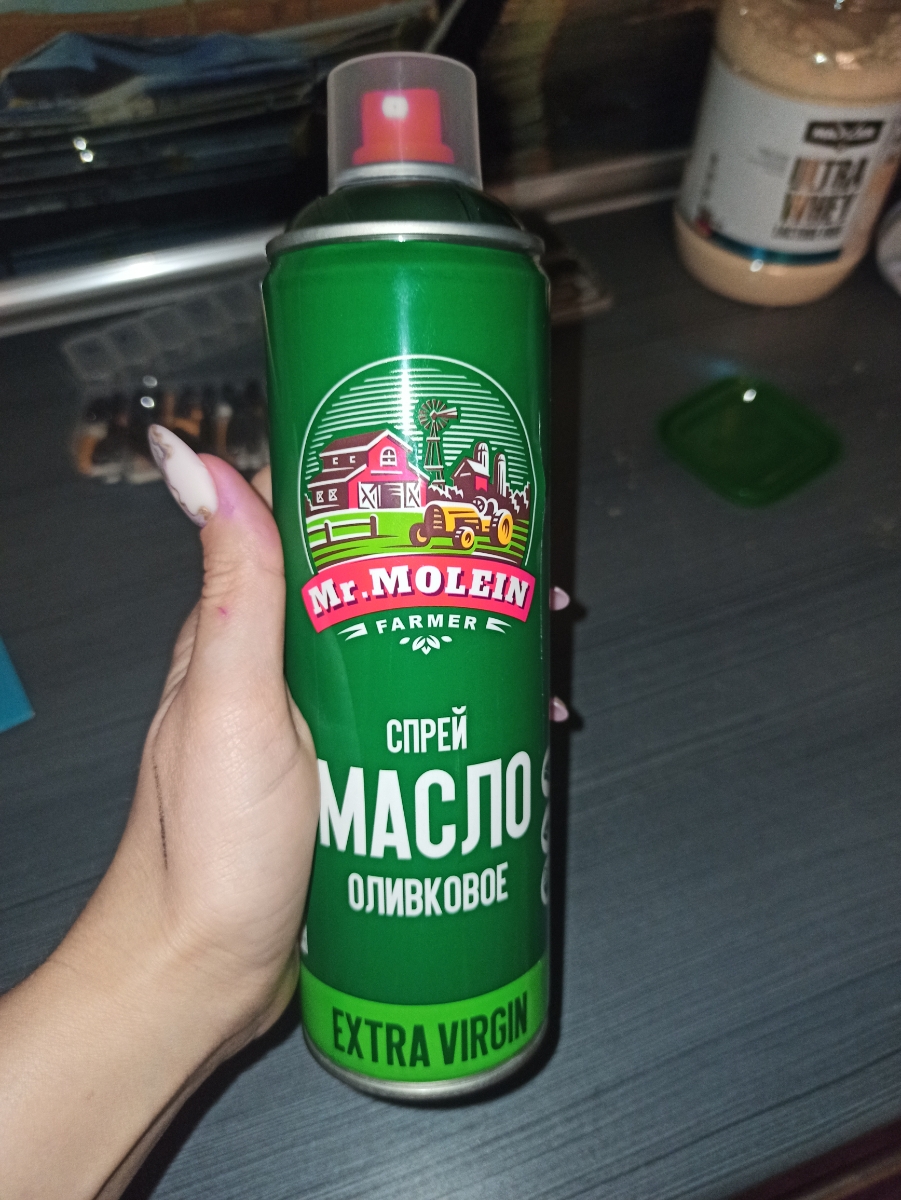 Mr. MOLEIN
FARMER
СПРЕЙ
МАСЛО
ОЛИВКОВОЕ
EXTRA VIRGIN
ULTRA
WHEY